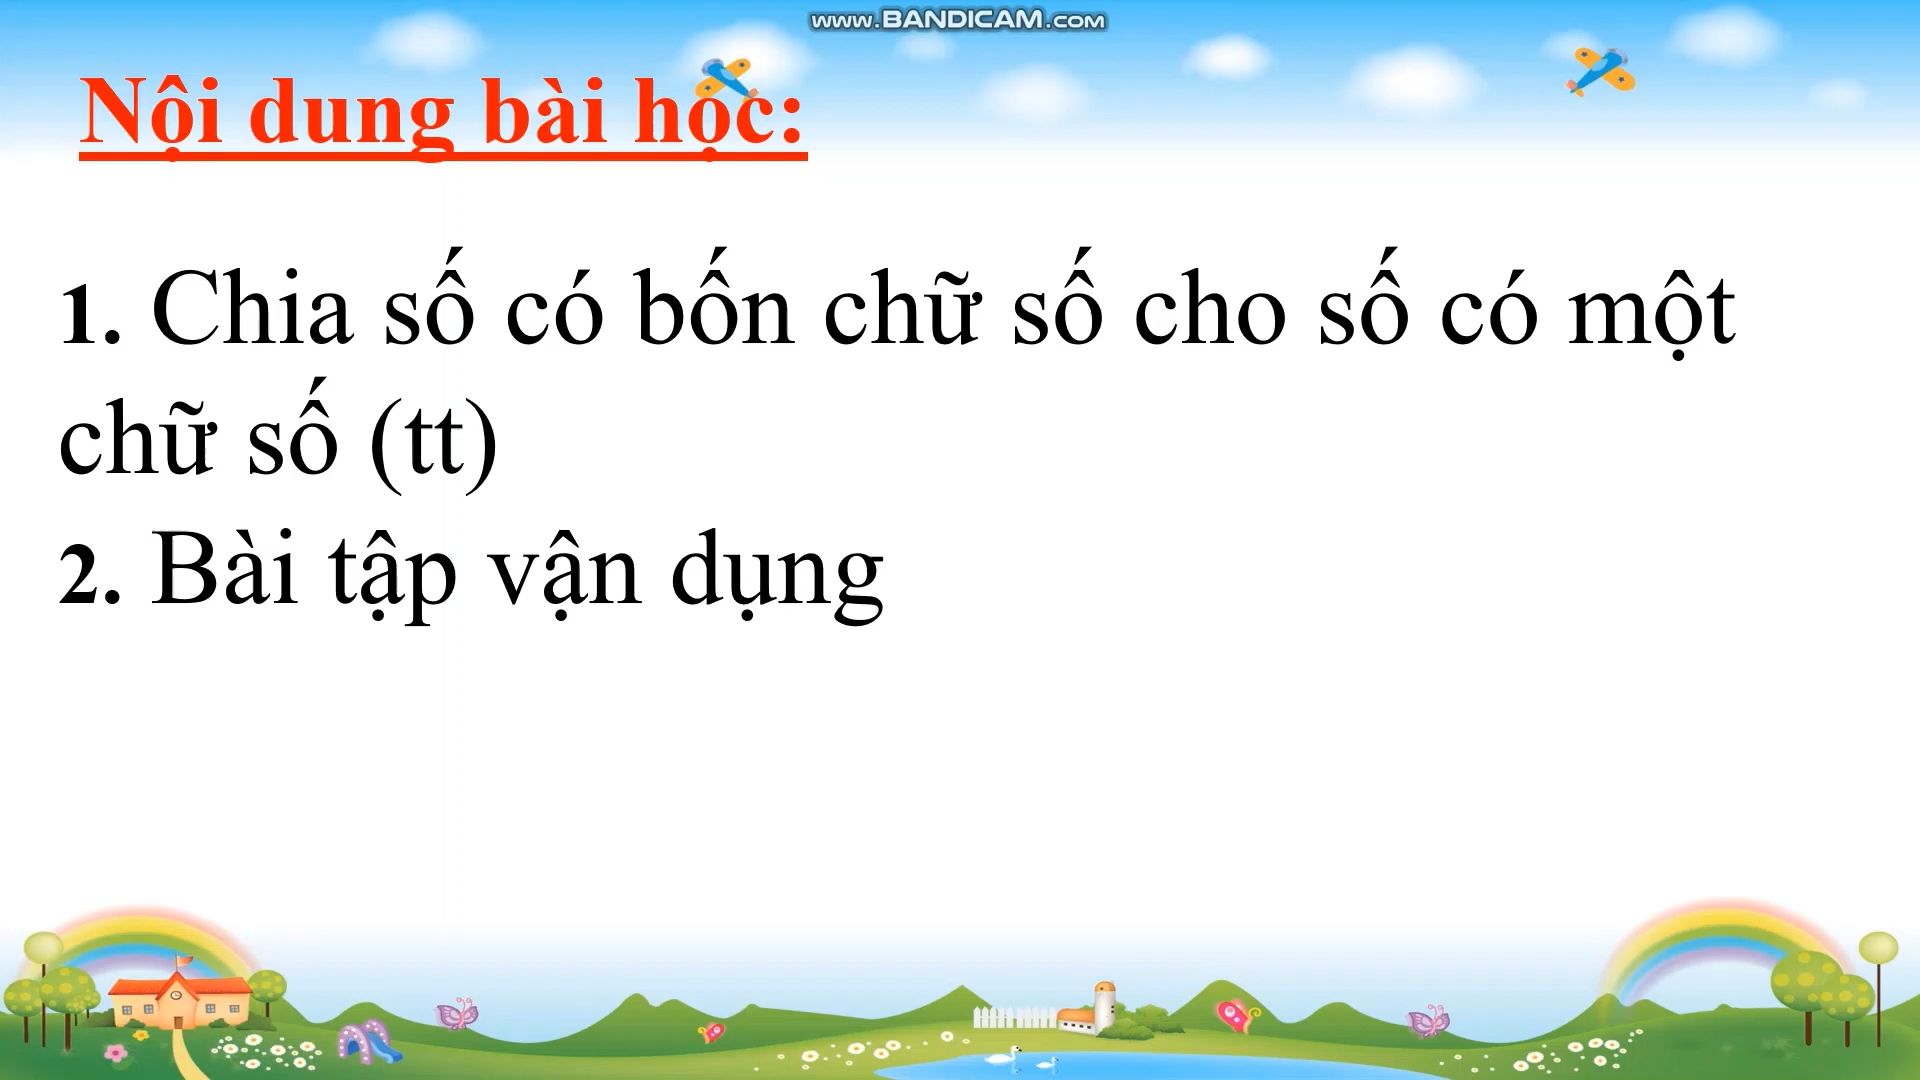 www.BANDICAM.com
Nội dung bài học:
1. Chia số có bốn chữ số cho số có một
chữ số (tt)
2. Bài tập vận dụng